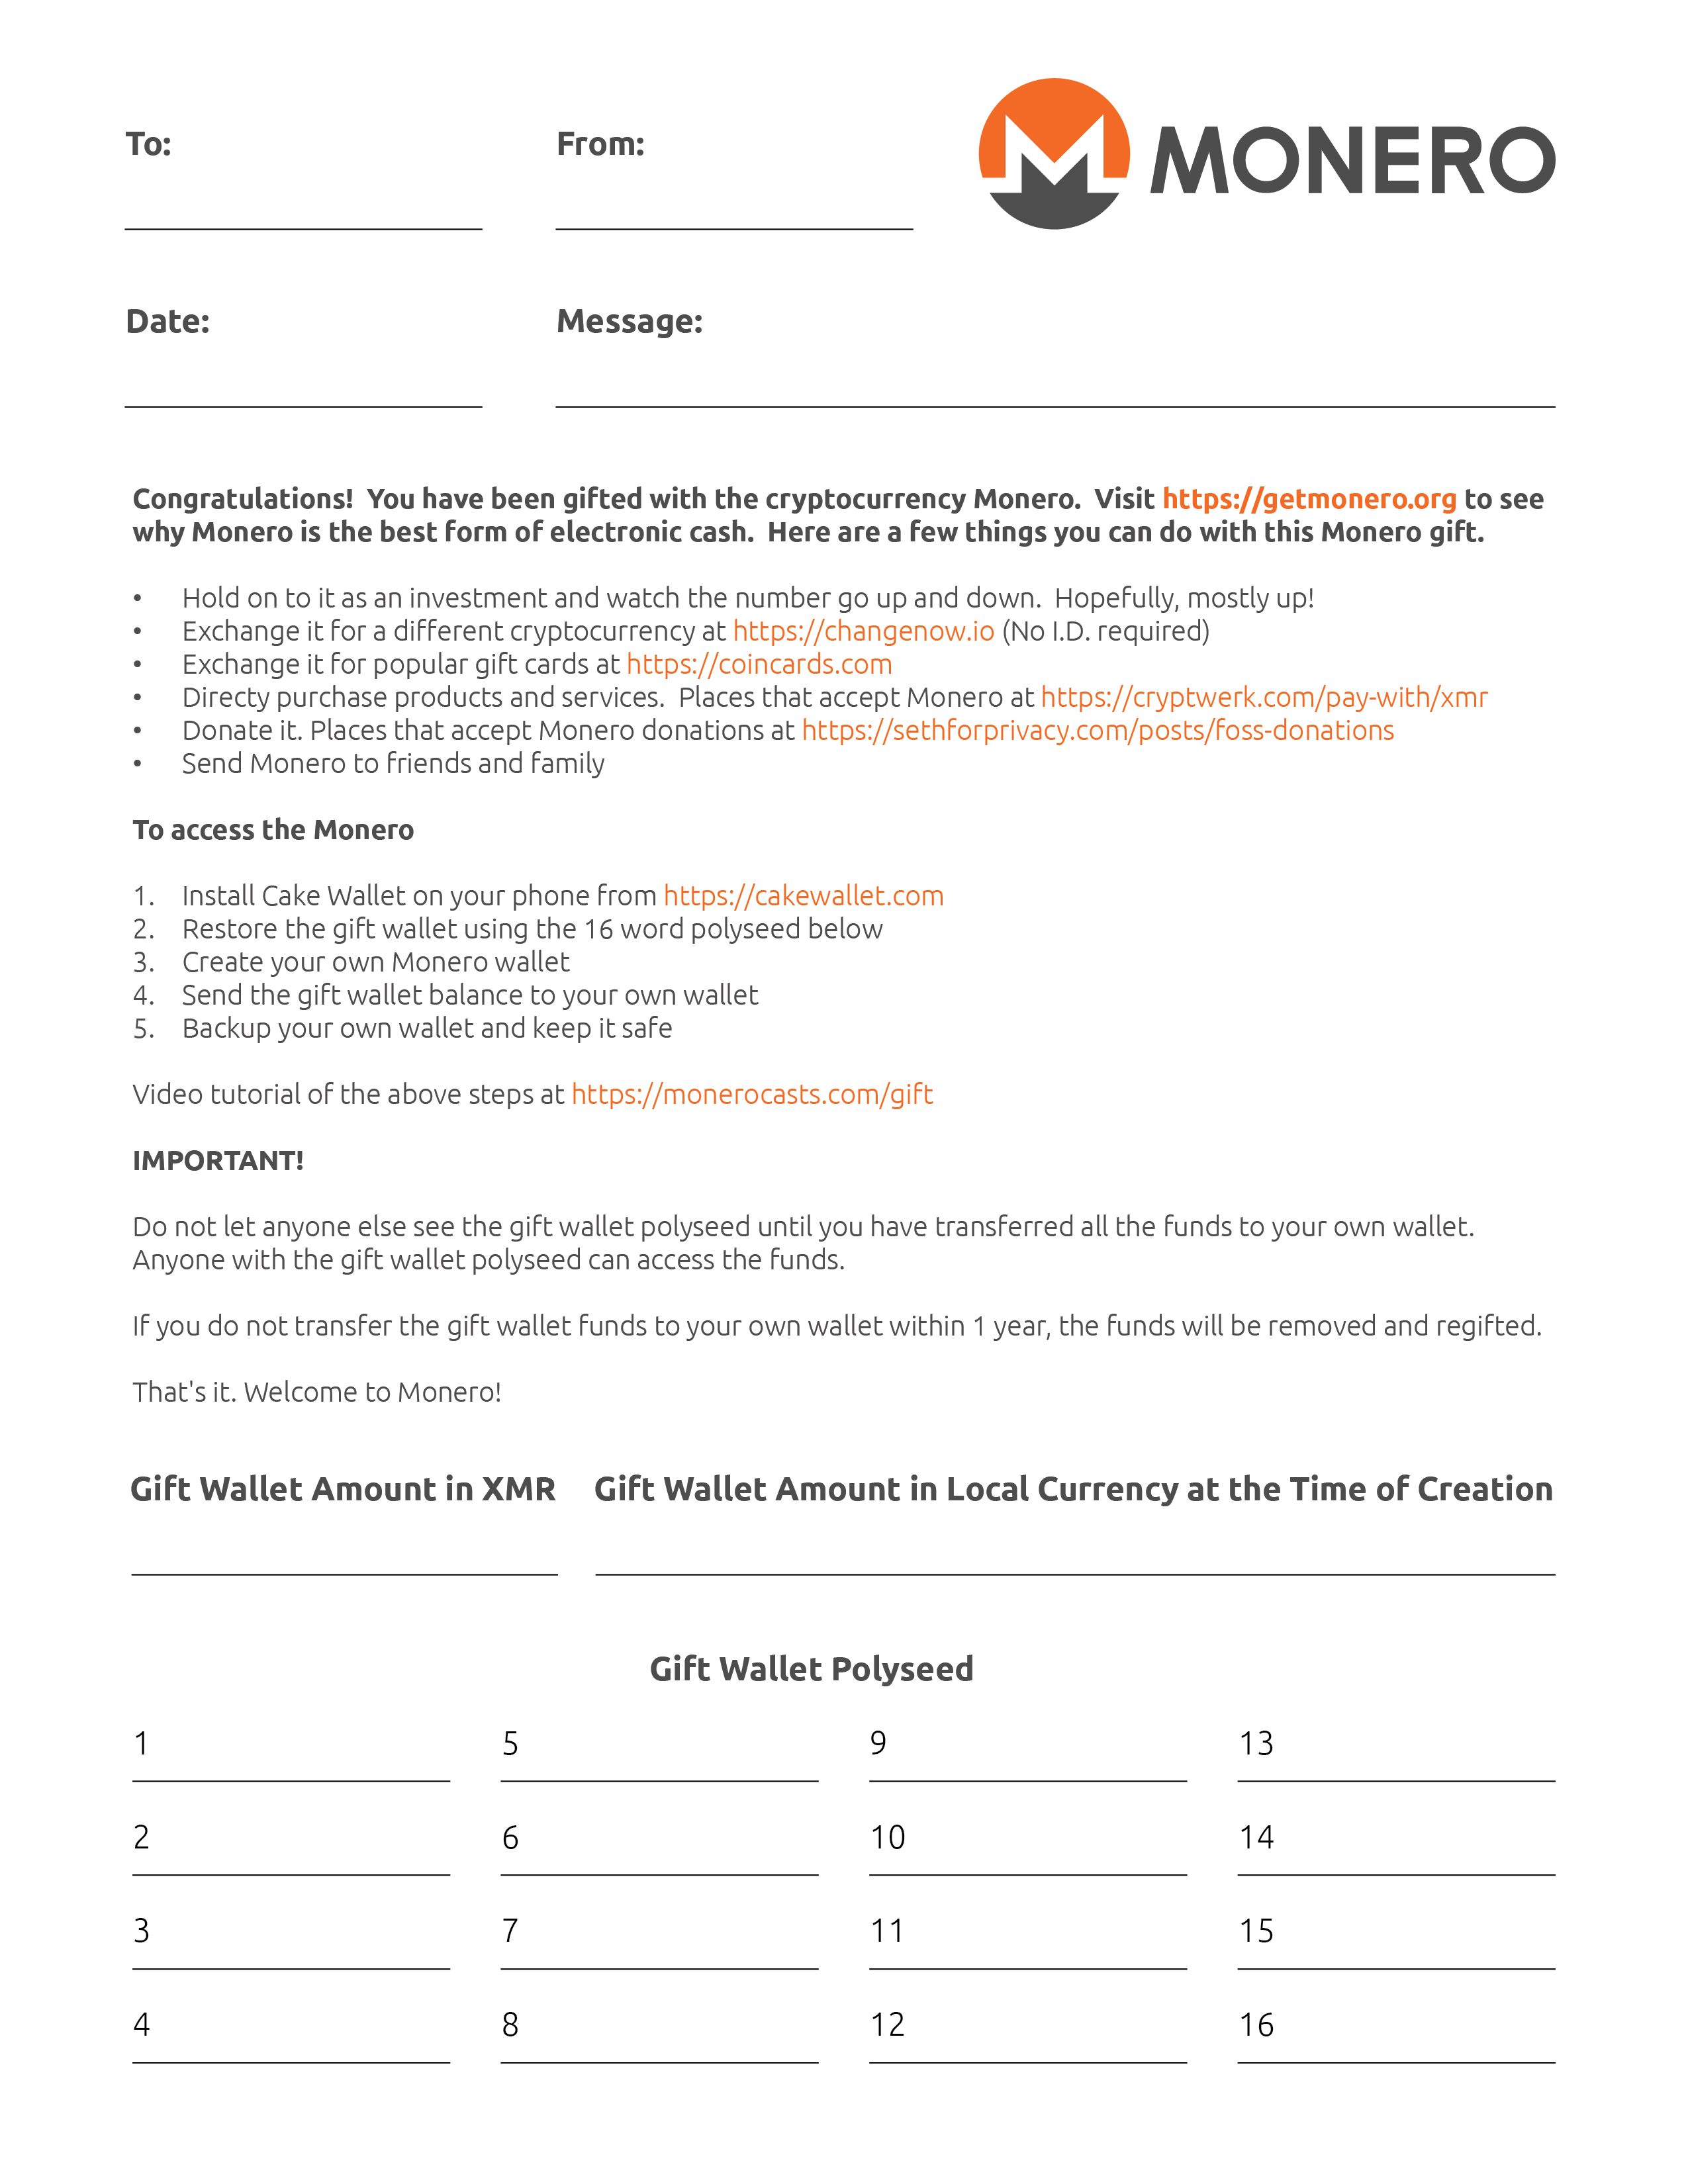 To:
From:
MONERO
Date:
Message:
Congratulations!  You have been gifted with the cryptocurrency Monero.  Visit https://getmonero.org to see
why Monero is the best form of electronic cash.  Here are a few things you can do with this Monero gift.
• Hold on to it as an investment and watch the number go up and down.  Hopefully, mostly up!
• Exchange it for a different cryptocurrency at https://changenow.io (No I.D. required)
• Exchange it for popular gift cards at https://coincards.com
• Directy purchase products and services.  Places that accept Monero at https://cryptwerk.com/pay-with/xmr
• Donate it. Places that accept Monero donations at https://sethforprivacy.com/posts/foss-donations
• Send Monero to friends and family
To access the Monero
1. Install Cake Wallet on your phone from https://cakewallet.com
2. Restore the gift wallet using the 16 word polyseed below
3. Create your own Monero wallet
4. Send the gift wallet balance to your own wallet
5. Backup your own wallet and keep it safe
Video tutorial of the above steps at https://monerocasts.com/gift
IMPORTANT!
Do not let anyone else see the gift wallet polyseed until you have transferred all the funds to your own wallet.
Anyone with the gift wallet polyseed can access the funds.
If you do not transfer the gift wallet funds to your own wallet within 1 year, the funds will be removed and regifted.
That's it. Welcome to Monero!
Gift Wallet Amount in XMR
Gift Wallet Amount in Local Currency at the Time of Creation
Gift Wallet Polyseed
1 5 9 13
2 6 10 14
3 7 11 15
4 8 12 16